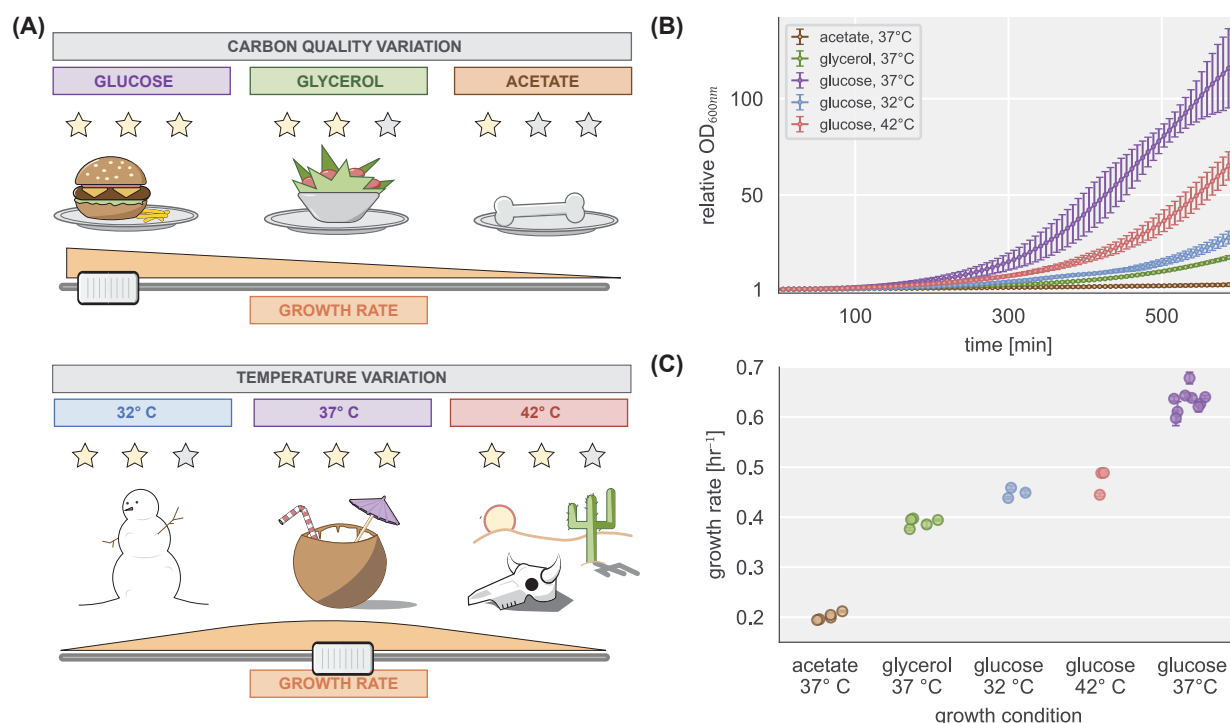 (A)
CARBON QUALITY VARIATION
GLUCOSE
GLYCEROL
ACETATE
GROWTH RATE
TEMPERATURE VARIATION
32° C
37° C
42° C
GROWTH RATE
(B)
acetate, 37°C
glycerol, 37°C
glucose, 37°C
glucose, 32°C
glucose, 42°C
relative OD600nm
100
50
1
100
300
500
time [min]
(C)
growth rate [hr⁻¹]
0.7
0.6
0.5
0.4
0.3
0.2
acetate
37° C
glycerol
37 °C
glucose
32 °C
glucose
42°C
glucose
37°C
growth condition